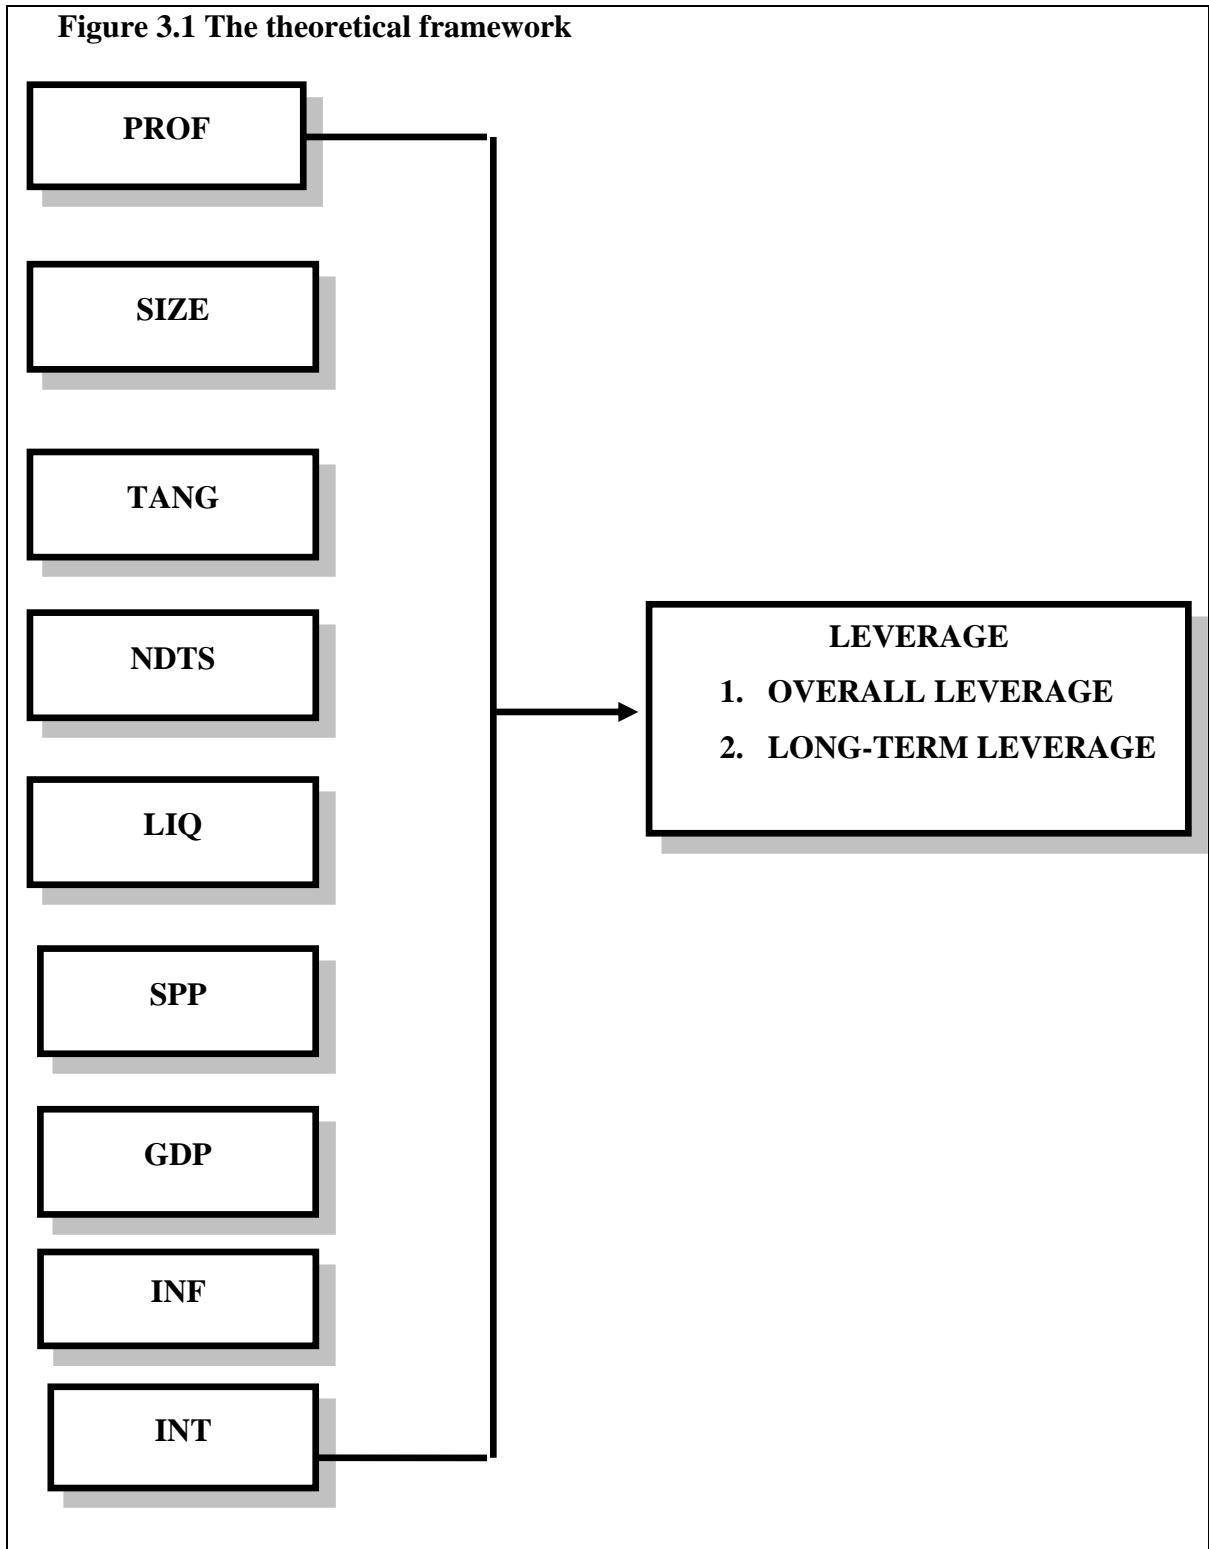 Figure 3.1 The theoretical framework
PROF
SIZE
TANG
NDTS
LIQ
SPP
GDP
INF
INT
LEVERAGE
1. OVERALL LEVERAGE
2. LONG-TERM LEVERAGE